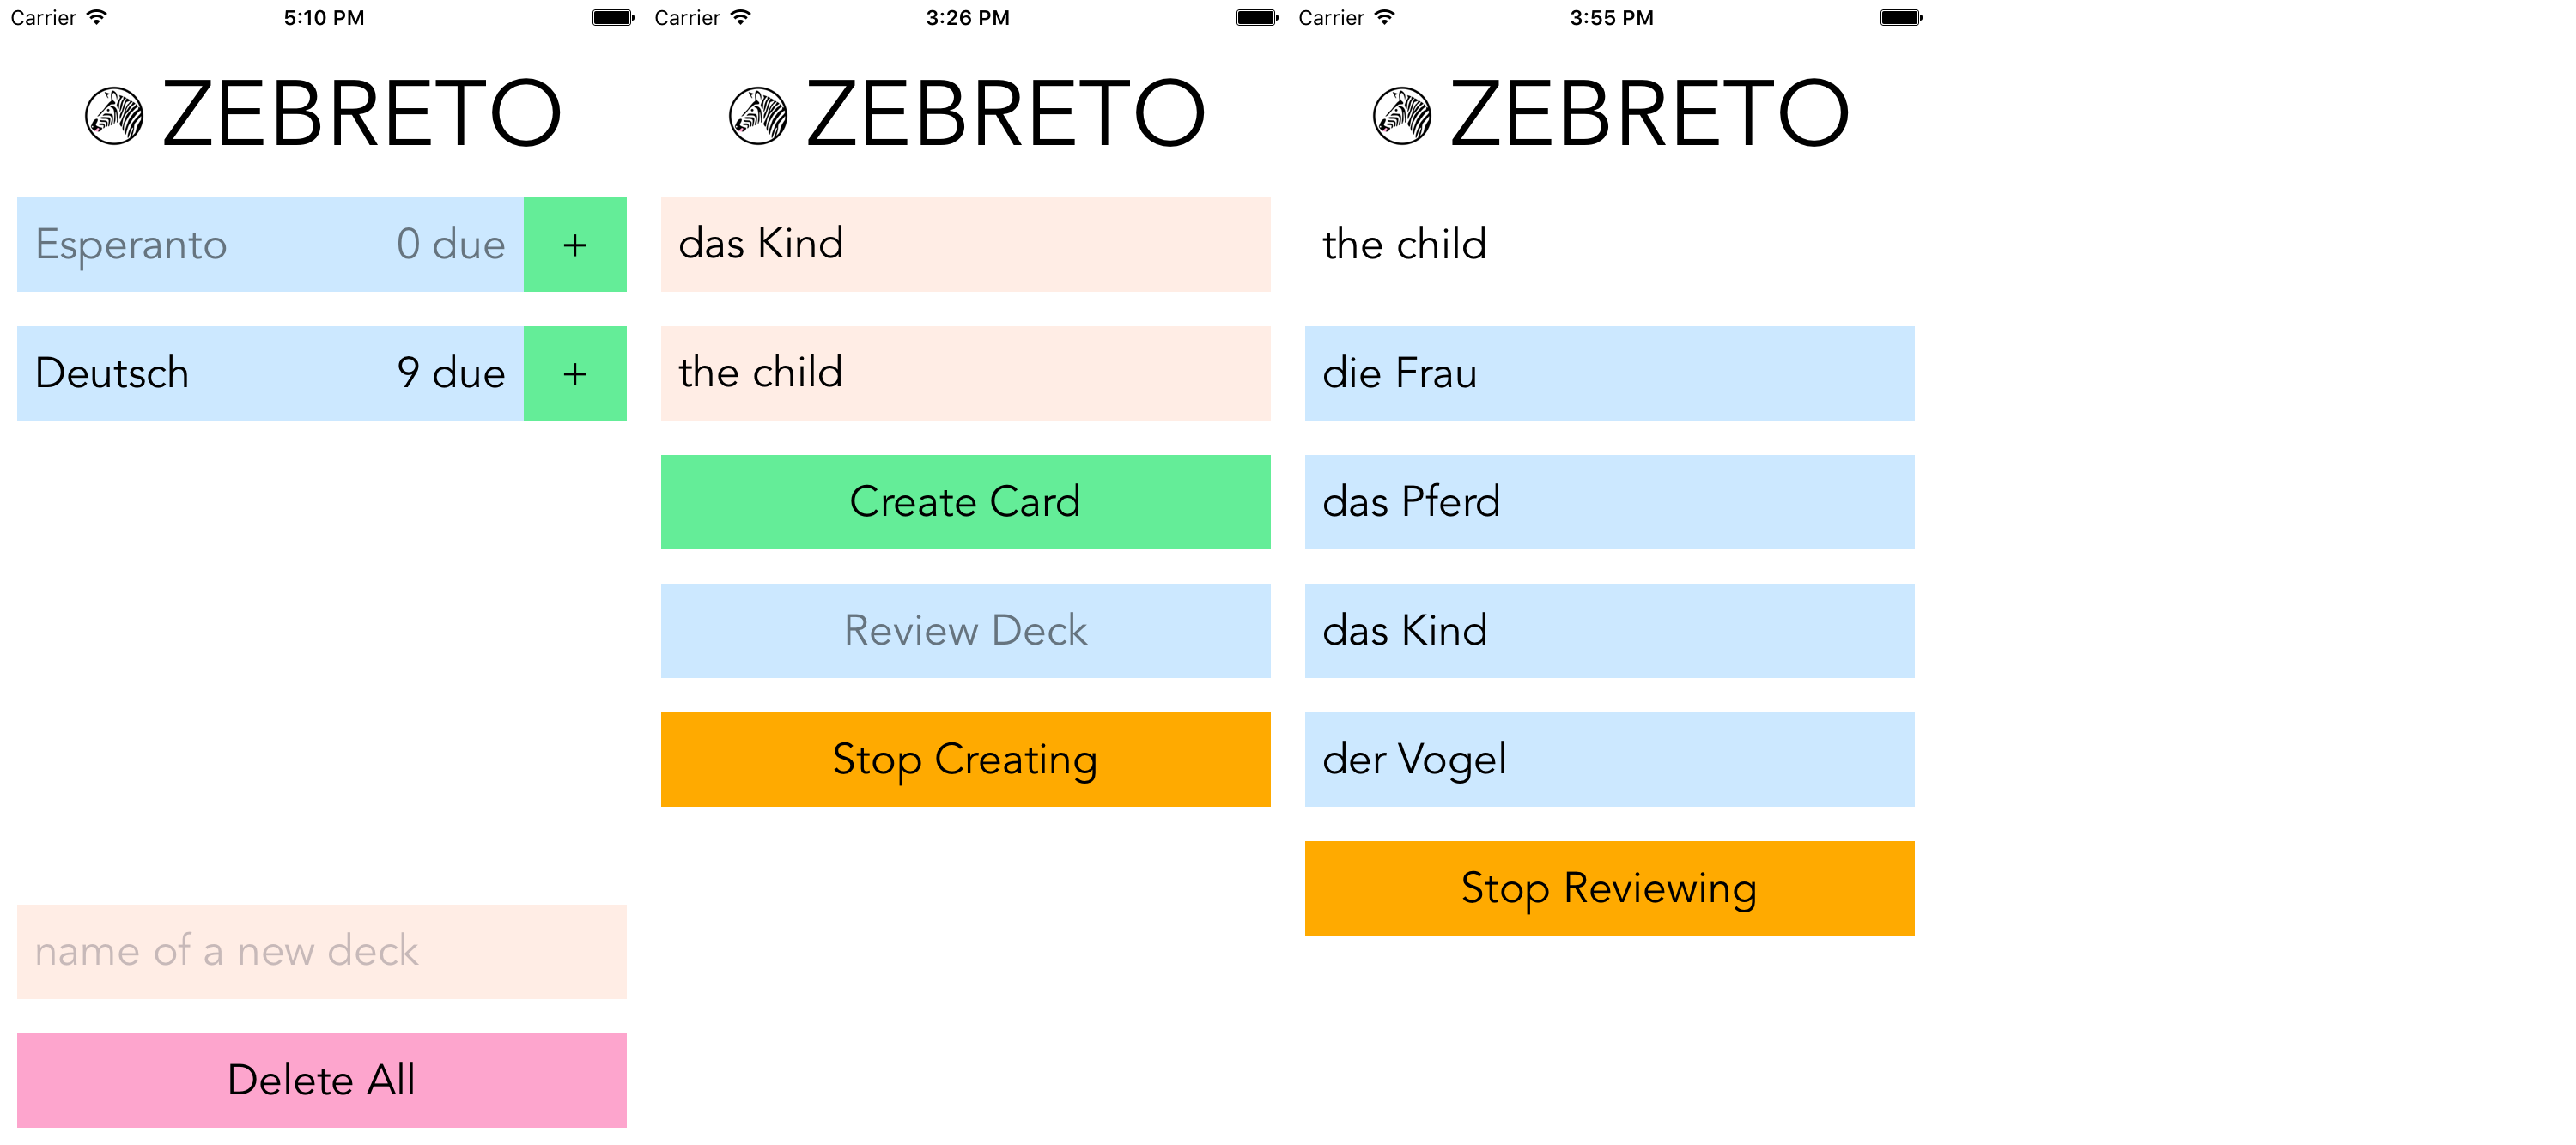 Carrier 5:10 PM
ZEBRETO
Esperanto 0 due +
Deutsch 9 due +
name of a new deck
Delete All
Carrier 3:26 PM
ZEBRETO
das Kind
the child
Create Card
Review Deck
Stop Creating
Carrier 3:55 PM
ZEBRETO
the child
die Frau
das Pferd
das Kind
der Vogel
Stop Reviewing